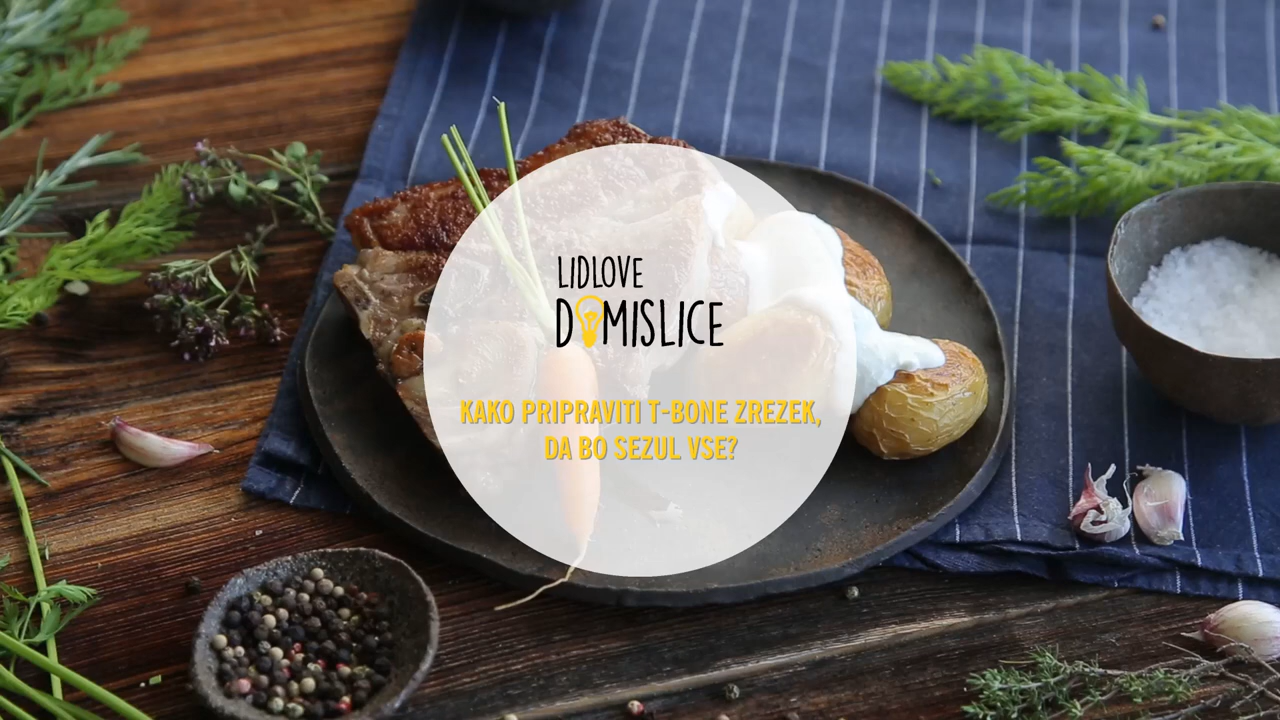 LIDLOVE
DOMISLICE
KAKO PRIPRAVITI T-BONE ZREZEK,
DA BO SEZUL VSE?